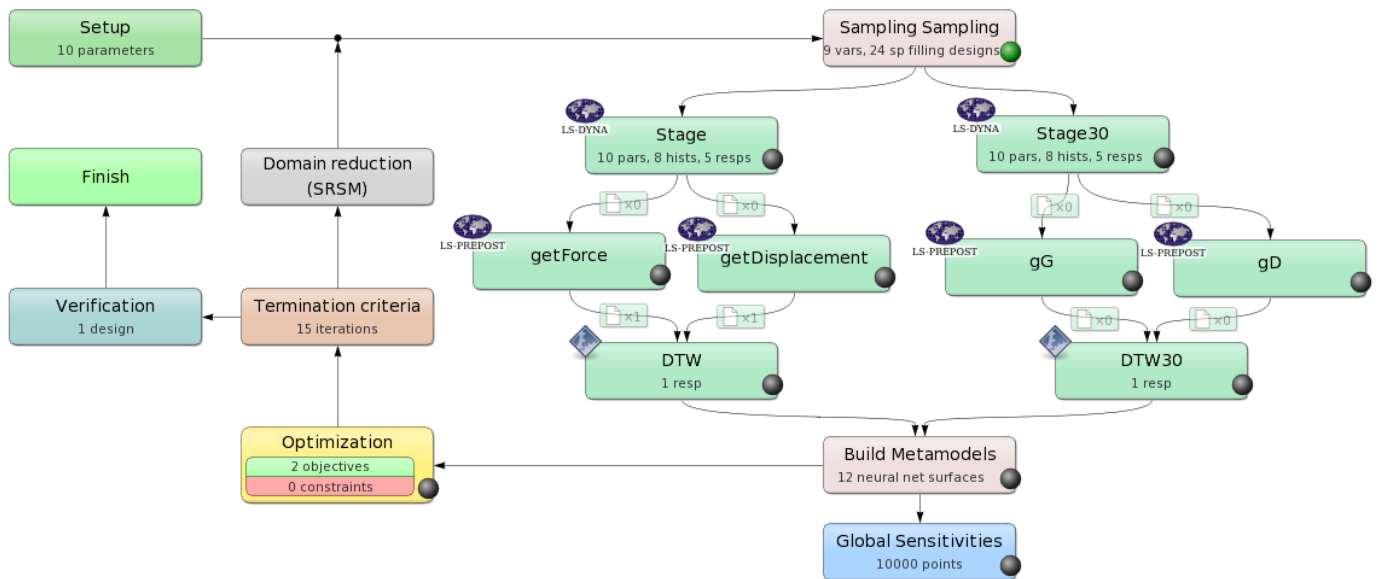 Setup
10 parameters
Sampling Sampling
9 vars, 24 sp filling designs
LS-DYNA
Stage
10 pars, 8 hists, 5 resps
LS-DYNA
Stage30
10 pars, 8 hists, 5 resps
Finish
Domain reduction
(SRSM)
×0
×0
×0
×0
LS-PREPOST
getForce
LS-PREPOST
getDisplacement
LS-PREPOST
gG
LS-PREPOST
gD
Verification
1 design
Termination criteria
15 iterations
×1
×1
×0
×0
DTW
1 resp
DTW30
1 resp
Optimization
2 objectives
0 constraints
Build Metamodels
12 neural net surfaces
Global Sensitivities
10000 points